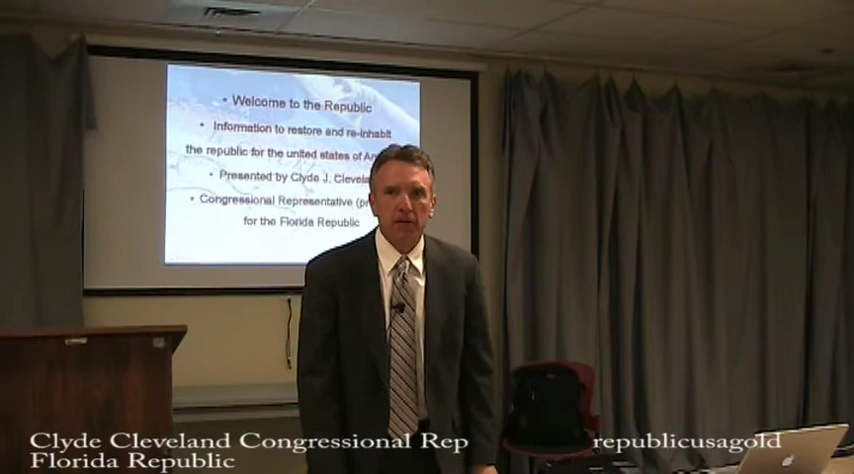 • Welcome to the Republic
• Information to restore and re-inhabit
the republic for the united states of
• Presented by Clyde J.
• Congressional Representative
for the Florida Republic
Clyde Cleveland Congressional Rep
Florida Republic
republicusagold